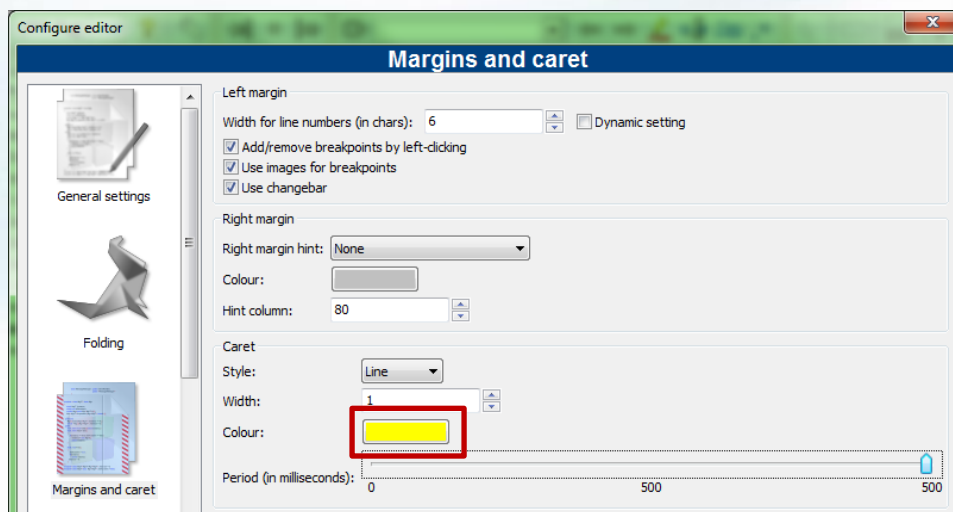 Configure editor
Margins and caret
General settings
Folding
Margins and caret
Left margin
Width for line numbers (in chars): 6 Dynamic setting
Add/remove breakpoints by left-clicking
Use images for breakpoints
Use changebar
Right margin
Right margin hint: None
Colour:
Hint column: 80
Caret
Style: Line
Width: 1
Colour:
Period (in milliseconds):
0 500 500